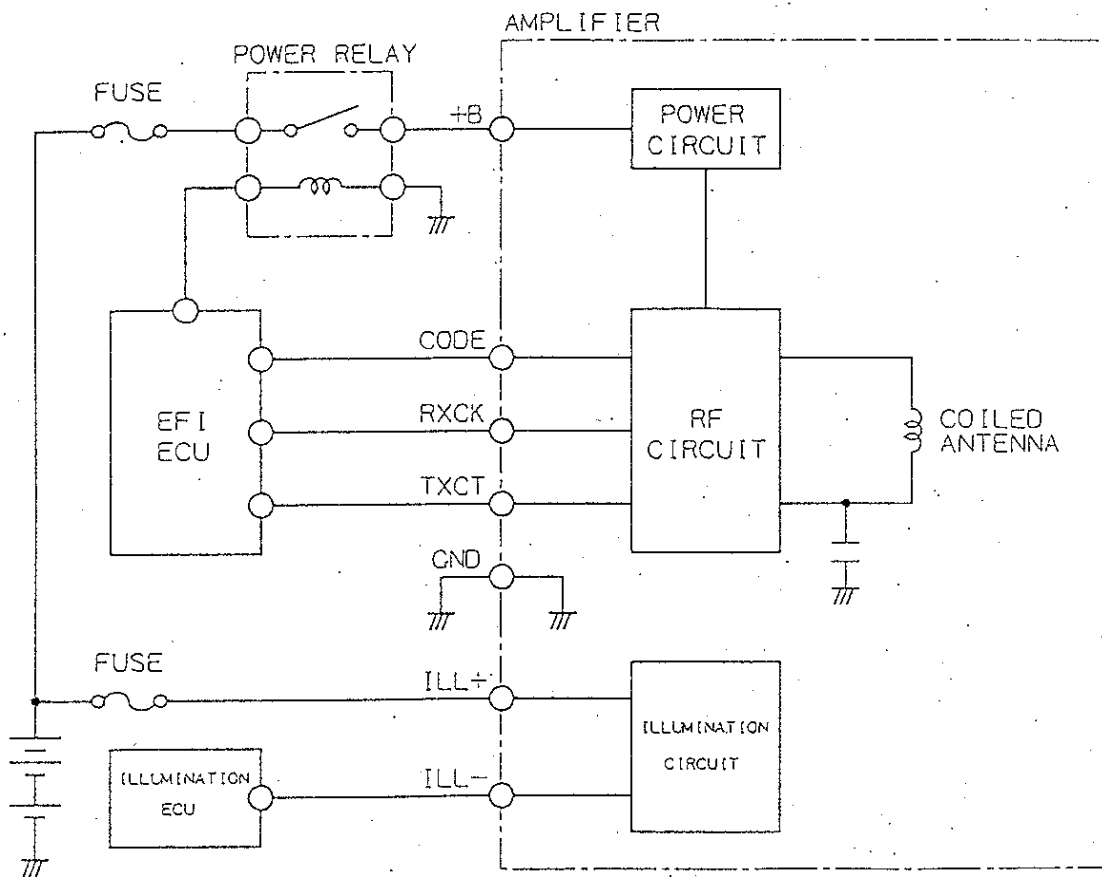 AMPLIFIER
POWER RELAY
FUSE
+B
POWER
CIRCUIT
CODE
EFI
ECU
RXCK
RF
CIRCUIT
COILED
ANTENNA
TXCT
GND
FUSE
ILL+
ILLUMINATION
CIRCUIT
ILLUMINATION
ECU
ILL-